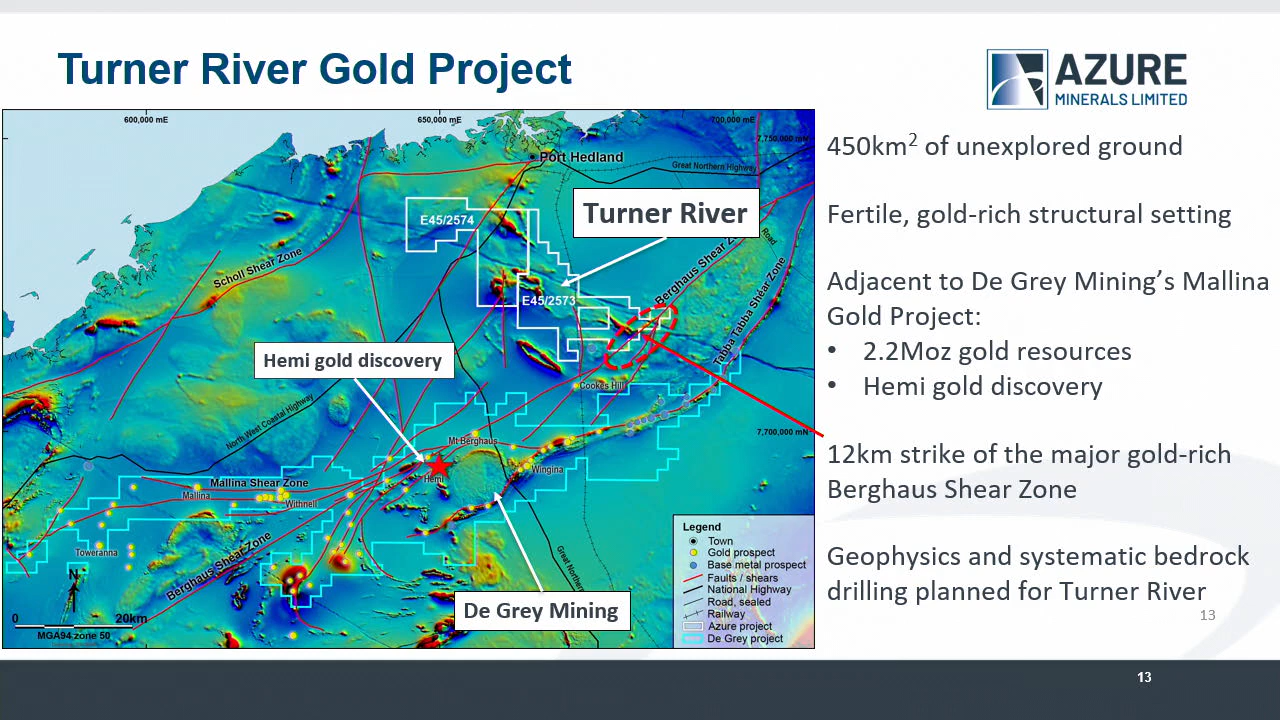 Turner River Gold Project
AZURE
MINERALS LIMITED
600,000 mE
650,000 mE
700,000 mE
7,750,000 mN
Port Hedland
Great Northern Highway
E45/2574
Turner River
Road
Scholl Shear Zone
E45/2573
Berghaus Shear Z
Tabba Tabba Shear Zone
Hemi gold discovery
Cookes Hill
North West Coastal Highway
7,700,000 mN
Mt Berghaus
Hemi
Wingina
Mallina Shear Zone
Mallina
Withnell
Toweranna
Berghaus Shear Zone
Great Northern
N
0 20km
MGA94 zone 50
De Grey Mining
Legend
Town
Gold prospect
Base metal prospect
Faults / shears
National Highway
Road, sealed
Railway
Azure project
De Grey project
450km² of unexplored ground
Fertile, gold-rich structural setting
Adjacent to De Grey Mining’s Mallina
Gold Project:
• 2.2Moz gold resources
• Hemi gold discovery
12km strike of the major gold-rich
Berghaus Shear Zone
Geophysics and systematic bedrock
drilling planned for Turner River
13
13